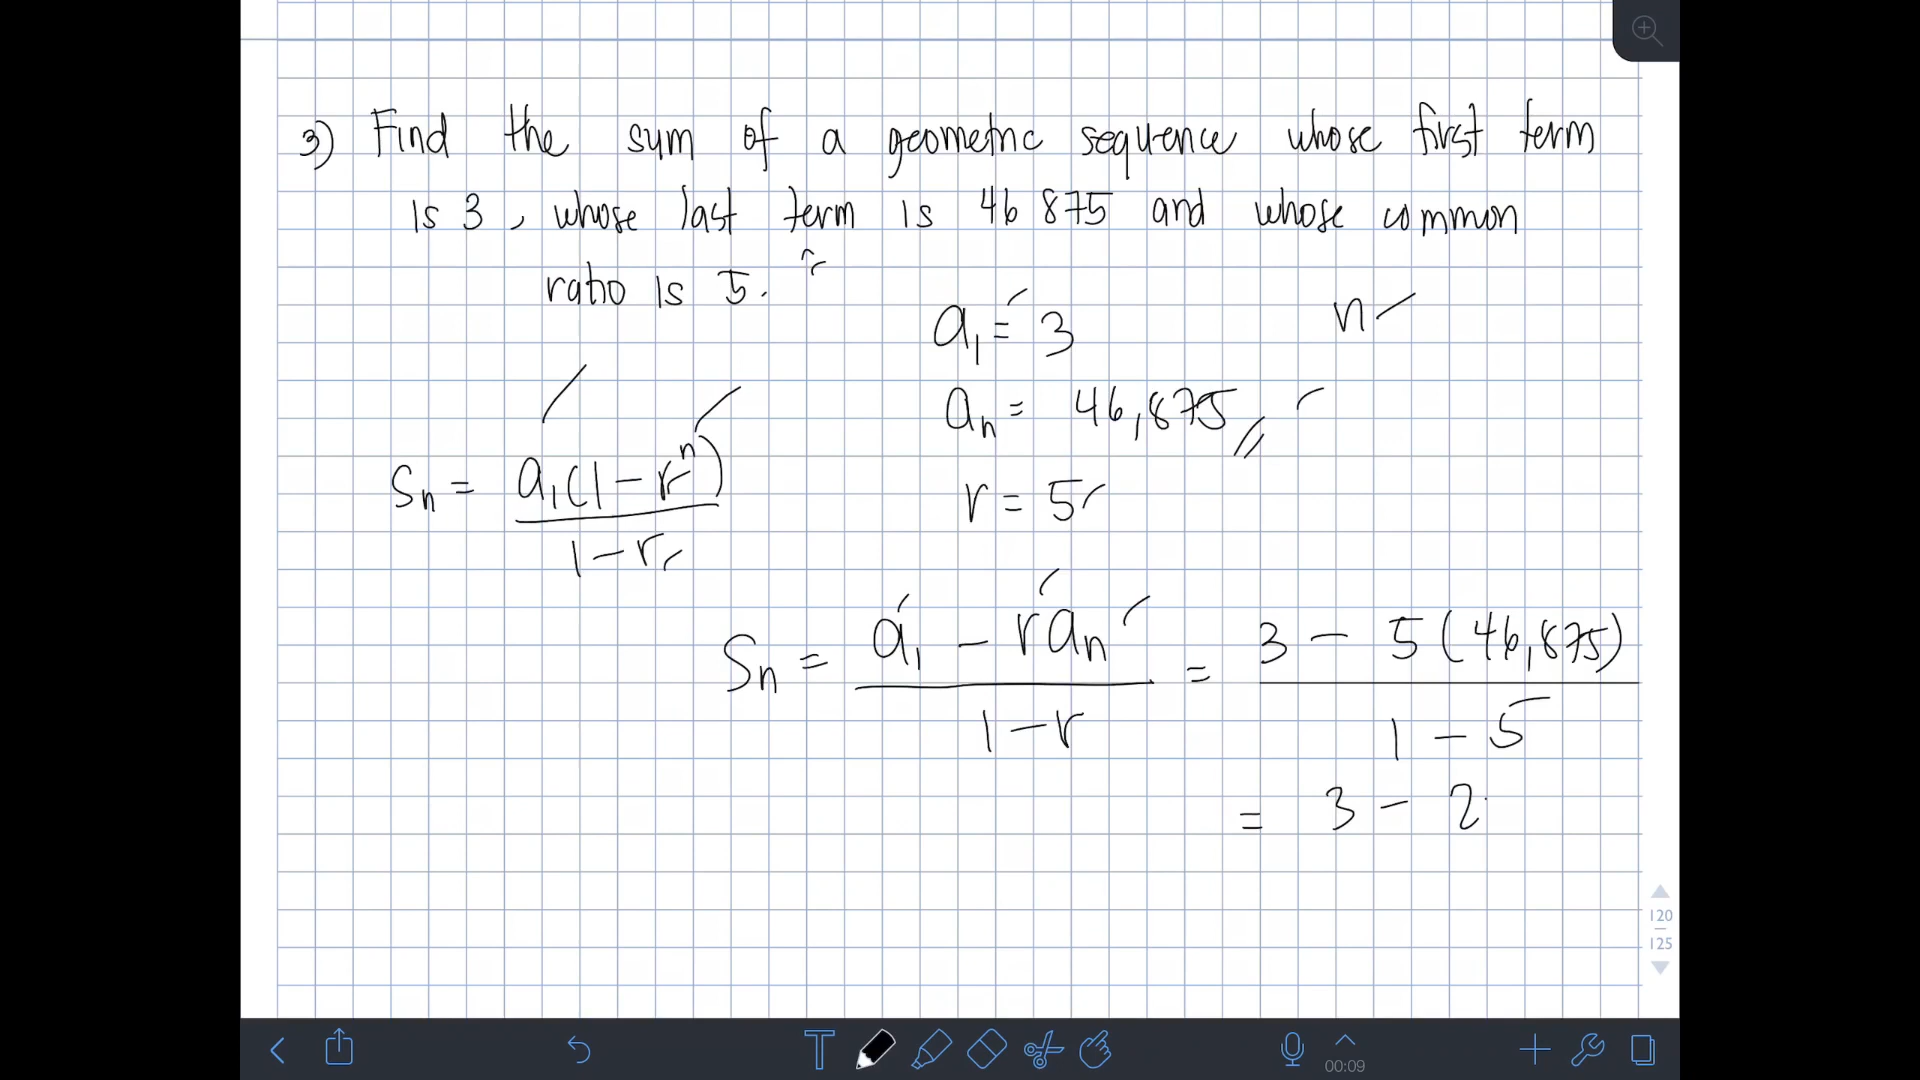 3) Find the sum of a geometric sequence whose first term
is 3, whose last term is 46 875 and whose common
ratio is 5.
a₁ = 3
n
aₙ = 46,875
Sₙ = a₁(1 - rⁿ) / 1 - r
r = 5
Sₙ = a₁ - raₙ / 1 - r = 3 - 5(46,875) / 1 - 5
= 3 - 2
120
125
T
00:09